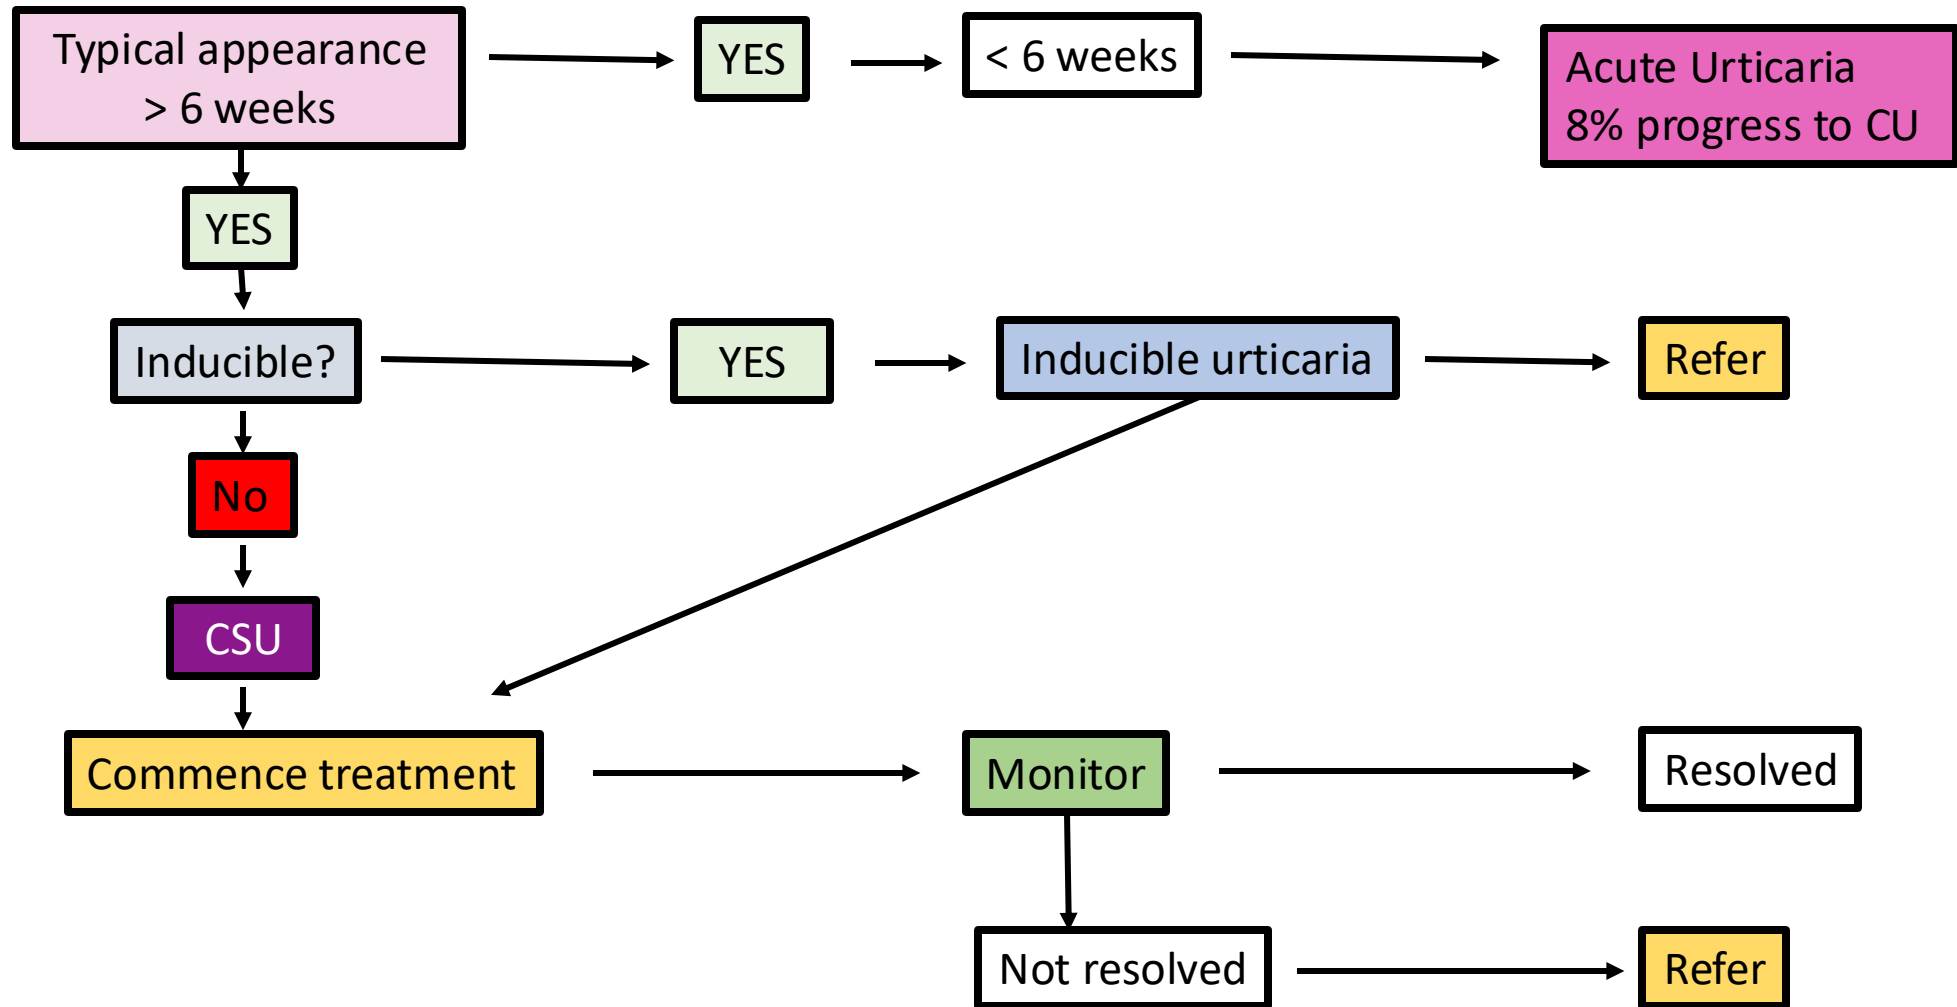 Typical appearance
> 6 weeks
YES
< 6 weeks
Acute Urticaria
8% progress to CU
YES
Inducible?
YES
Inducible urticaria
Refer
No
CSU
Commence treatment
Monitor
Resolved
Not resolved
Refer